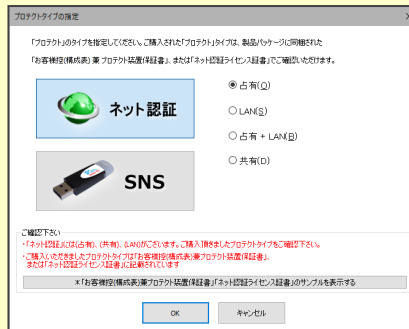 プロテクトタイプの指定
「プロテクト」のタイプを指定してください。ご購入された「プロテクト」タイプは、製品パッケージに同梱された
「お客様控(構成表) 兼 プロテクト装置保証書」、または「ネット認証ライセンス証書」でご確認いただけます。
ネット認証
SNS
占有(O)
LAN(S)
占有 + LAN(B)
共有(D)
ご確認下さい
・「ネット認証」には(占有)、(共有)、(LAN)がございます。ご購入頂きましたプロテクトタイプをご確認下さい。
・ご購入いただきましたプロテクトタイプは「お客様控(構成表)兼プロテクト装置保証書」、
または「ネット認証ライセンス証書」に記載されています
＊「お客様控(構成表)兼プロテクト装置保証書」「ネット認証ライセンス証書」のサンプルを表示する
OK
キャンセル